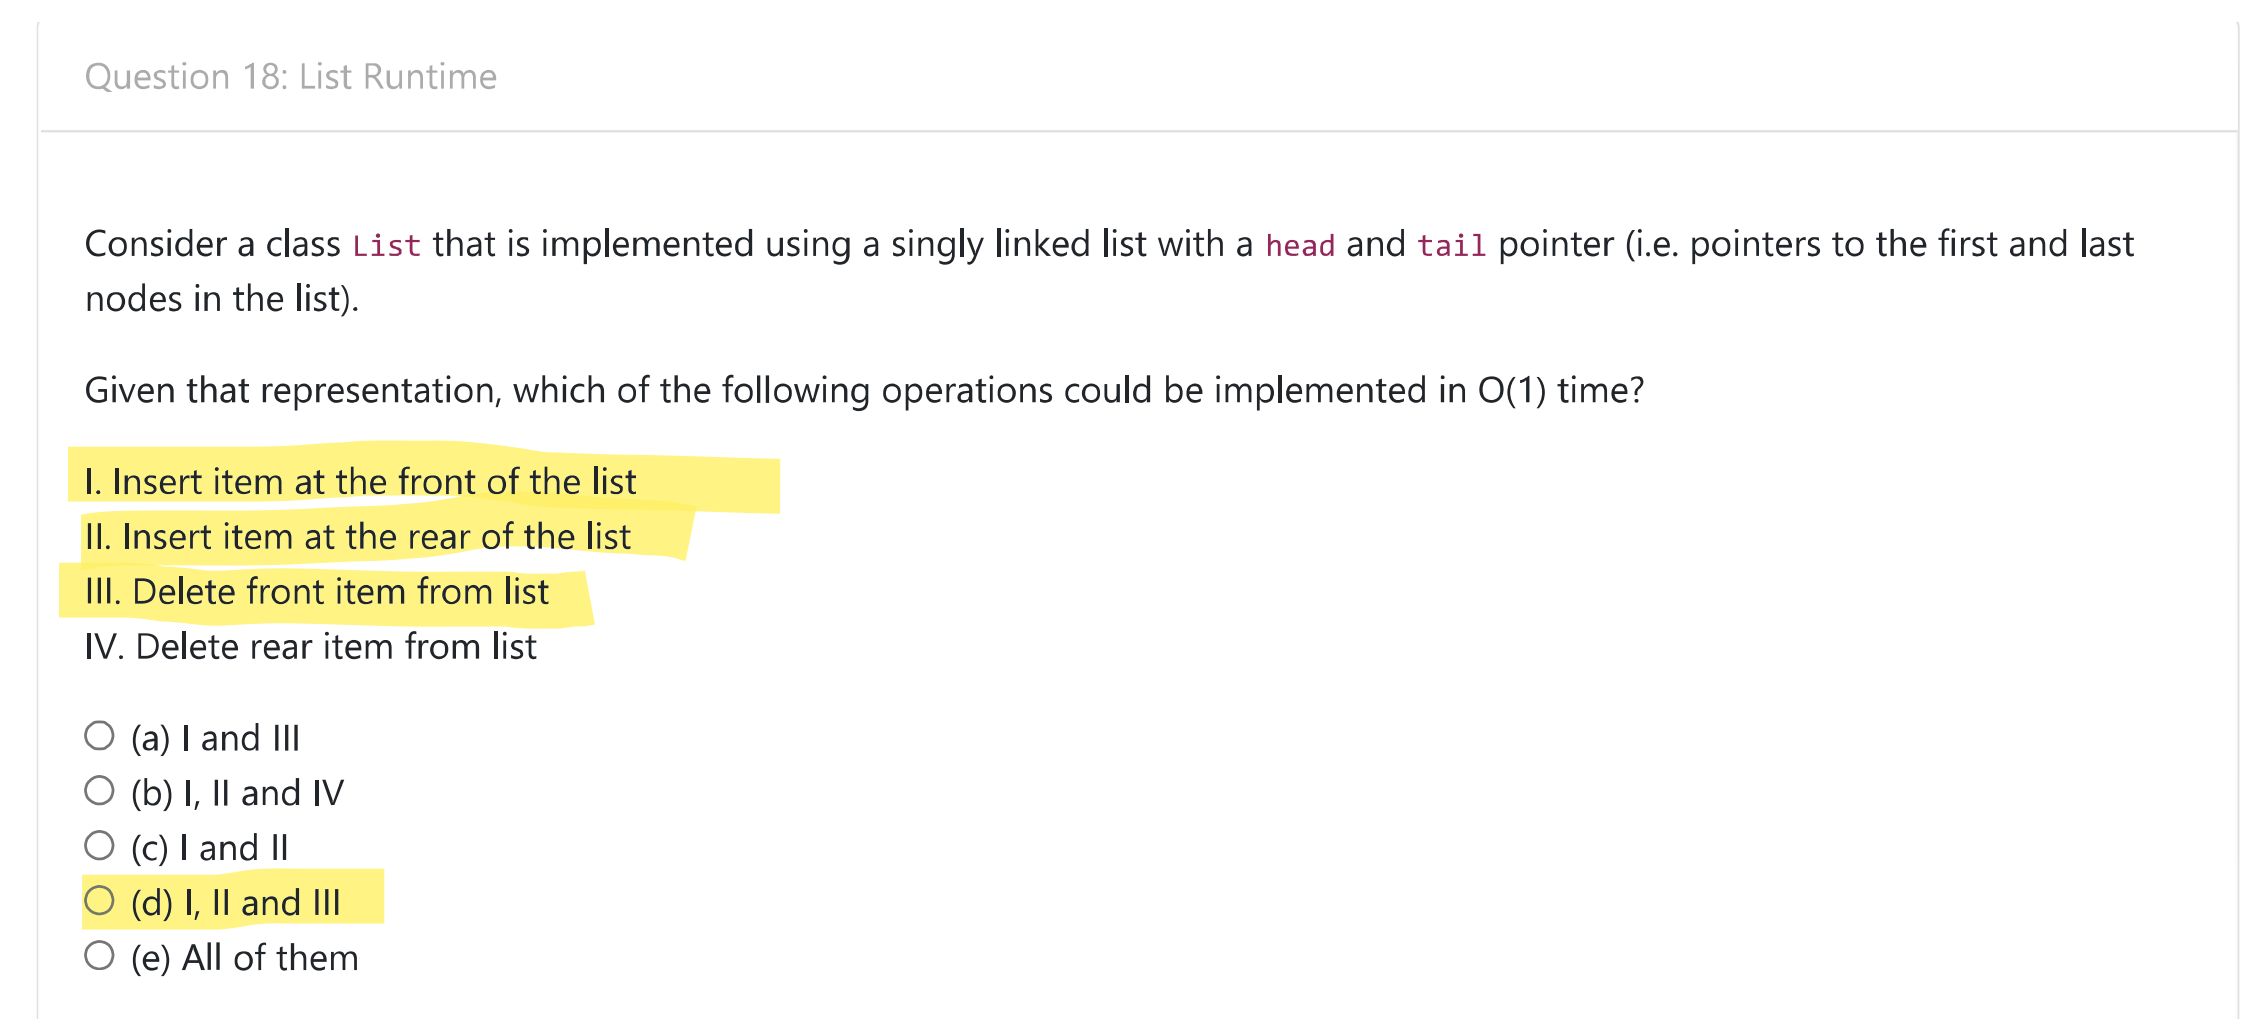 Question 18: List Runtime
Consider a class List that is implemented using a singly linked list with a head and tail pointer (i.e. pointers to the first and last
nodes in the list).
Given that representation, which of the following operations could be implemented in O(1) time?
I. Insert item at the front of the list
II. Insert item at the rear of the list
III. Delete front item from list
IV. Delete rear item from list
(a) I and III
(b) I, II and IV
(c) I and II
(d) I, II and III
(e) All of them